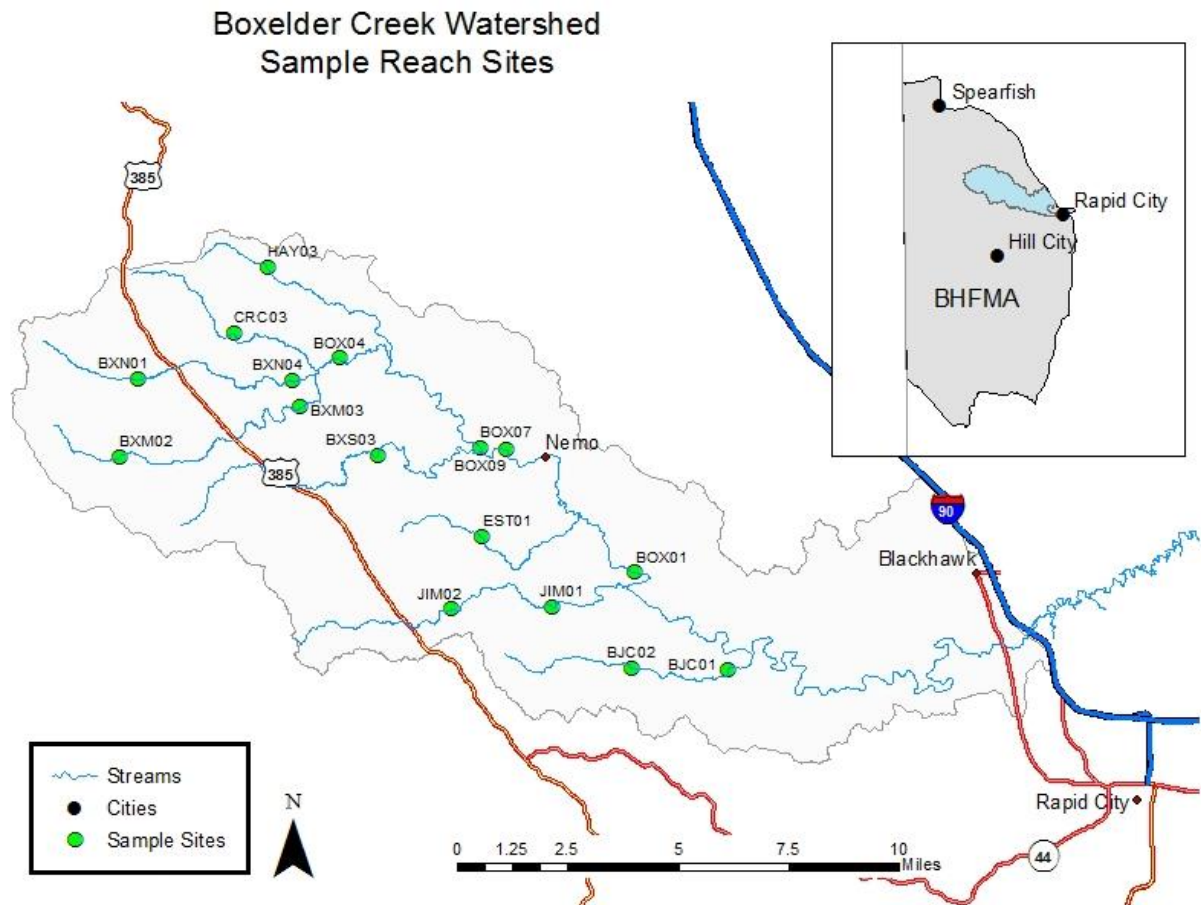 Boxelder Creek Watershed
Sample Reach Sites
Spearfish
Rapid City
Hill City
BHFMA
385
HAY03
CRC03
BOX04
BXN01
BXN04
BXM03
BXM02
BXS03
BOX07
BOX09
Nemo
385
90
EST01
BOX01
Blackhawk
JIM02
JIM01
BJC02
BJC01
Streams
Cities
Sample Sites
N
Rapid City
0 1.25 2.5 5 7.5 10
Miles
44